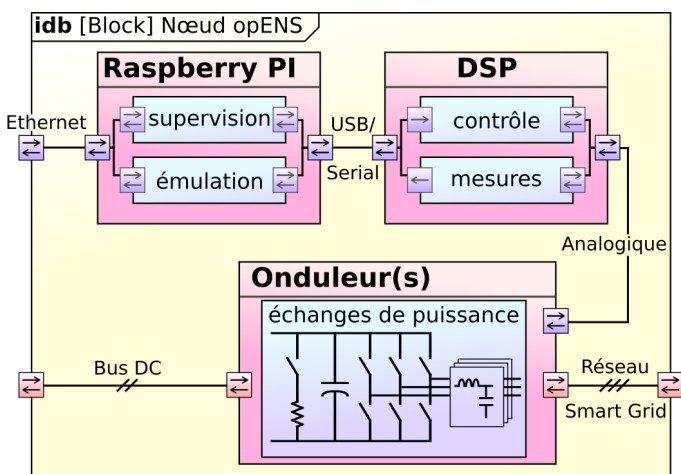 idb [Block] Nœud opENS
Raspberry PI
DSP
Ethernet
supervision
USB/
contrôle
émulation
Serial
mesures
Analogique
Onduleur(s)
échanges de puissance
Bus DC
Réseau
Smart Grid